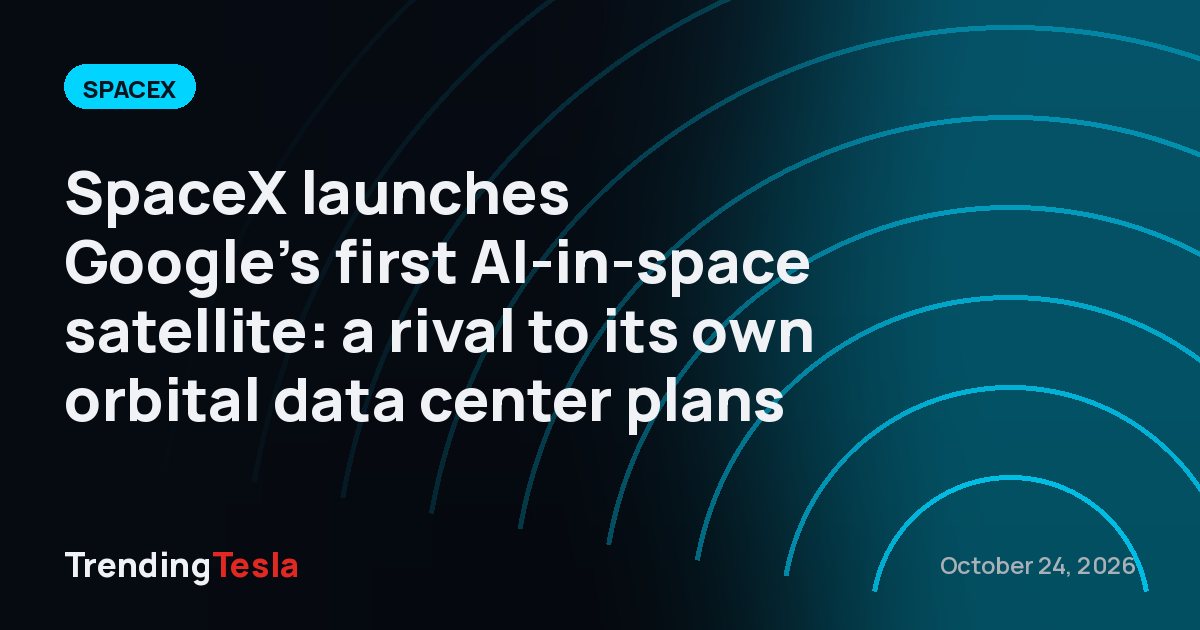 SPACEX
SpaceX launches
Google’s first AI-in-space
satellite: a rival to its own
orbital data center plans
TrendingTesla
October 24, 2026